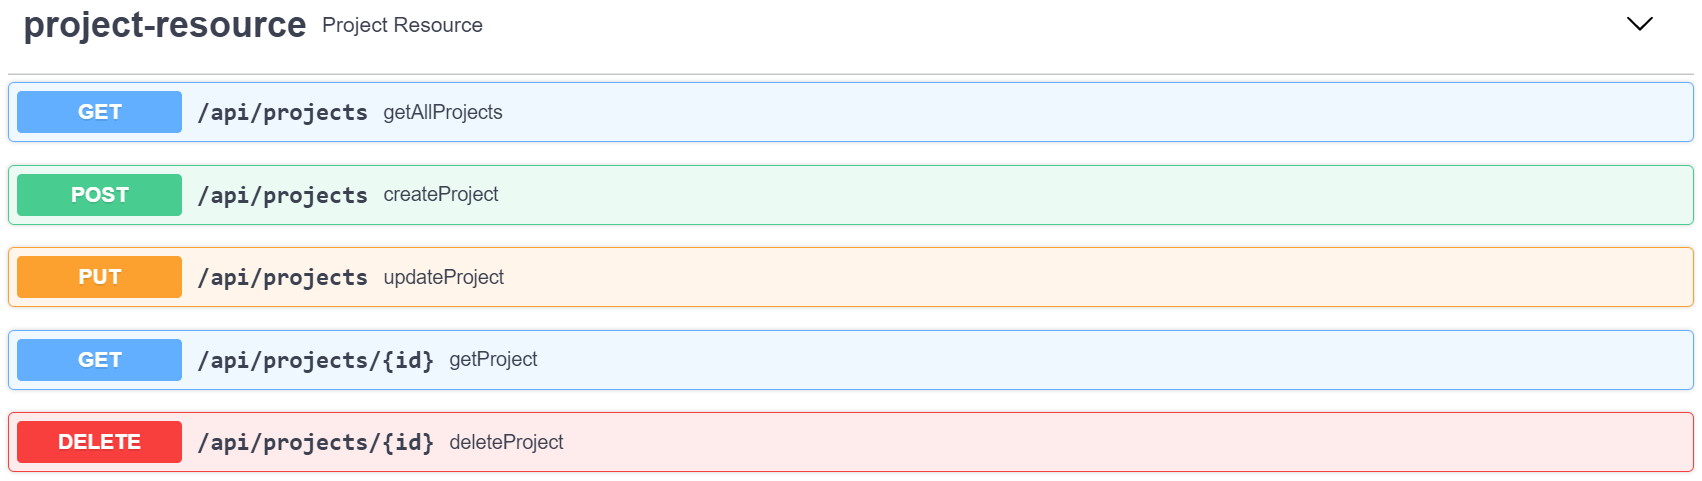 project-resource Project Resource
GET /api/projects getAllProjects
POST /api/projects createProject
PUT /api/projects updateProject
GET /api/projects/{id} getProject
DELETE /api/projects/{id} deleteProject